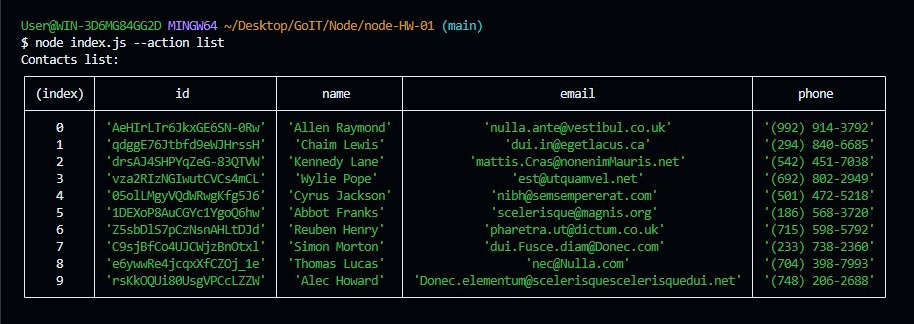 User@WIN-3D6MG84GG2D MINGW64 ~/Desktop/GoIT/Node/node-HW-01 (main)
$ node index.js --action list
Contacts list:
(index) id name email phone
0 'AeHIrLTr6JkxGE6SN-0Rw' 'Allen Raymond' 'nulla.ante@vestibul.co.uk' '(992) 914-3792'
1 'qdggE76Jtbfd9eWJHrssH' 'Chaim Lewis' 'dui.in@egetlacus.ca' '(294) 840-6685'
2 'drsAJ4SHPYqZeG-83QTVW' 'Kennedy Lane' 'mattis.Cras@nonenimMauris.net' '(542) 451-7038'
3 'vza2RIzNGIwutCVCs4mCL' 'Wylie Pope' 'est@utquamvel.net' '(692) 802-2949'
4 '05olLMgyVQdWRwgKfg5J6' 'Cyrus Jackson' 'nibh@semsempererat.com' '(501) 472-5218'
5 '1DEXoP8AuCGYc1YgoQ6hw' 'Abbot Franks' 'scelerisque@magnis.org' '(186) 568-3720'
6 'Z5sbDlS7pCzNsnAHLtDJd' 'Reuben Henry' 'pharetra.ut@dictum.co.uk' '(715) 598-5792'
7 'C9sjBfCo4UJCWjzBnOtxl' 'Simon Morton' 'dui.Fusce.diam@Donec.com' '(233) 738-2360'
8 'e6ywwRe4jcqxXfCZOj_1e' 'Thomas Lucas' 'nec@Nulla.com' '(704) 398-7993'
9 'rsKkOQUi80UsgVPCcLZZW' 'Alec Howard' 'Donec.elementum@scelerisquescelerisquedui.net' '(748) 206-2688'